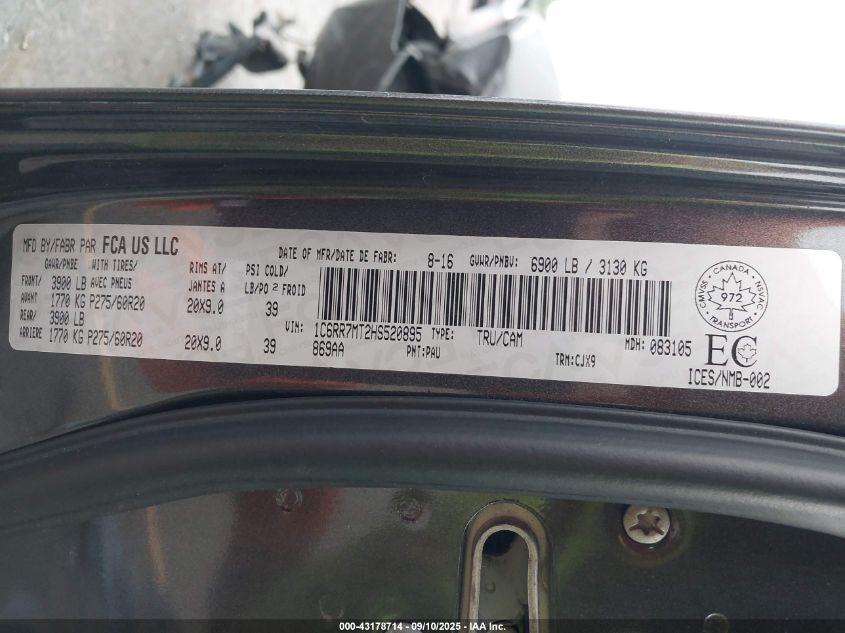 MFD BY/FABR PAR FCA US LLC
DATE OF MFR/DATE DE FABR: 8-16 GVWR/PNBV: 6900 LB / 3130 KG
GAWR/PNBE WITH TIRES/ RIMS AT/ PSI COLD/
FRONT/ 3900 LB AVEC PNEUS JANTES A LB/PO 2 FROID
AVANT 1770 KG P275/60R20 20X9.0 39
REAR/ 3900 LB
ARRIERE 1770 KG P275/60R20 20X9.0 39
VIN: 1C6RR7MT2HS520895 TYPE: TRU/CAM MDH: 083105
869AA PNT:PAU TRM:CJX9
CANADA
CMVSS NSVAC
972
TRANSPORT
EC
ICES/NMB-002
000-43178714 - 09/10/2025 - IAA Inc.